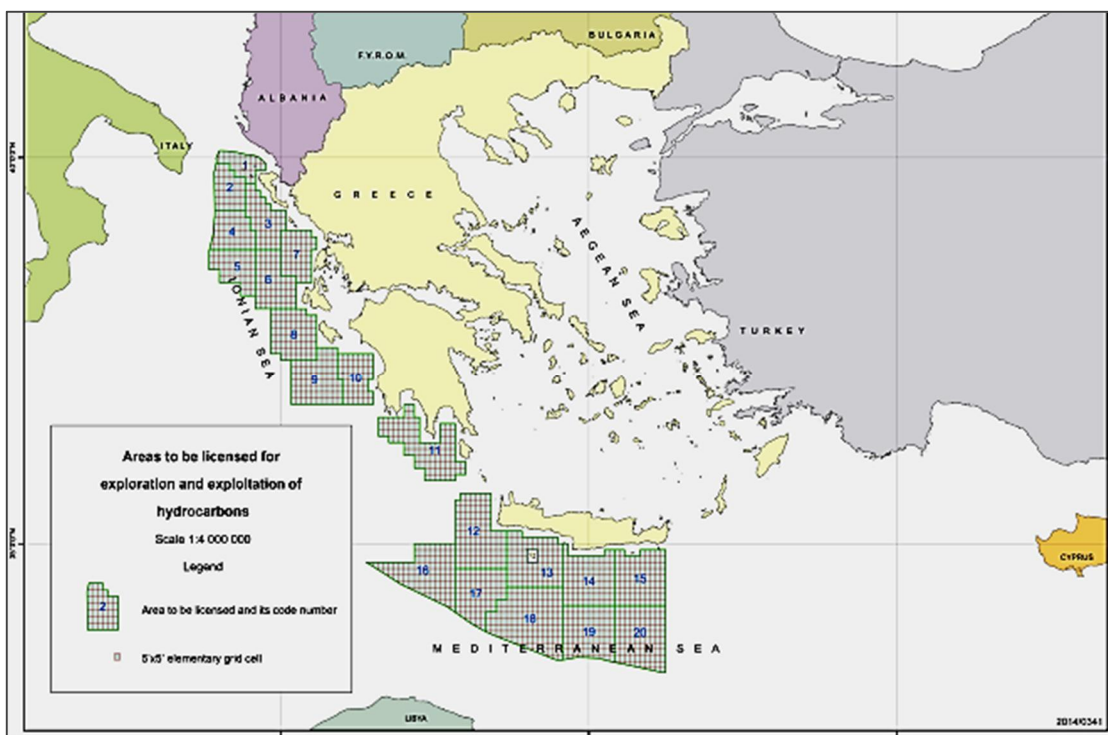 BULGARIA
F.Y.R.O.M.
ALBANIA
ITALY
GREECE
AEGEAN SEA
TURKEY
IONIAN SEA
1
2
3
4
7
5
6
8
9
10
11
12
13
14
15
16
17
18
19
20
MEDITERRANEAN SEA
CYPRUS
LIBYA
Areas to be licensed for
exploration and exploitation of
hydrocarbons
Scale 1:4 000 000
Legend
2
Area to be licensed and its code number
5'x5' elementary grid cell
2014/0341